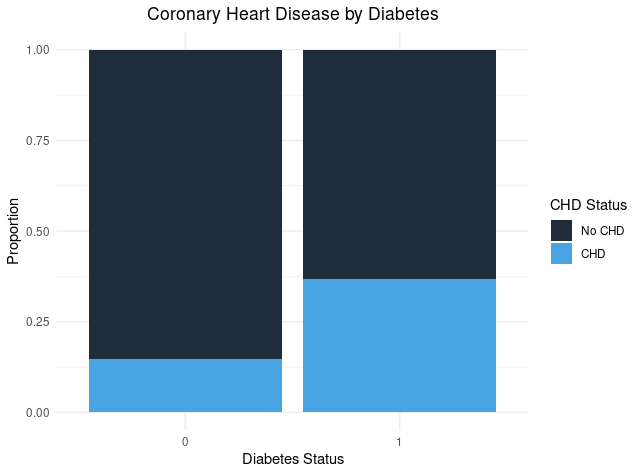 Coronary Heart Disease by Diabetes
1.00
0.75
0.50
0.25
0.00
Proportion
0
1
Diabetes Status
CHD Status
No CHD
CHD